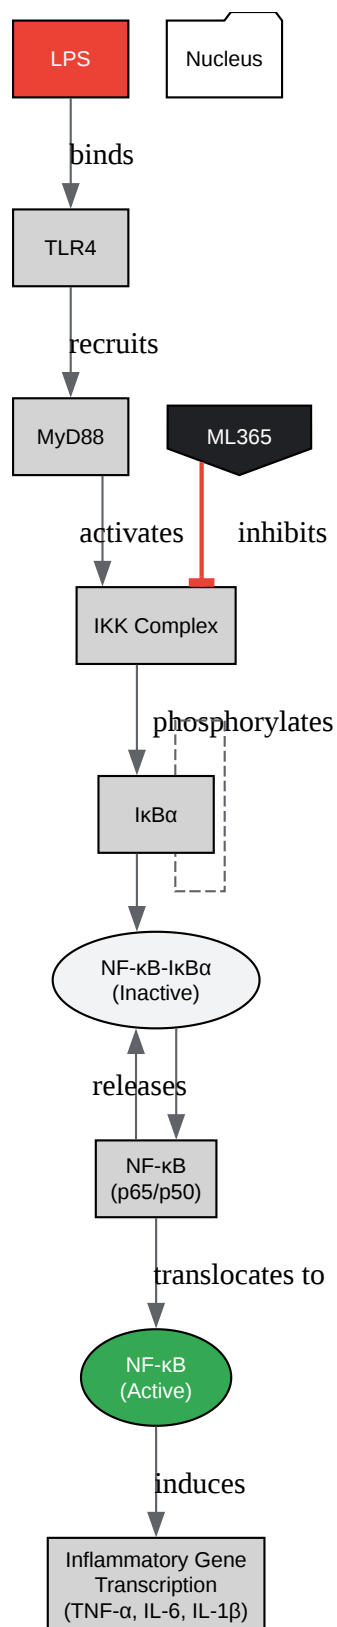 LPS
Nucleus
binds
TLR4
recruits
MyD88
ML365
activates
inhibits
IKK Complex
phosphorylates
IκBα
NF-κB-IκBα
(Inactive)
releases
NF-κB
(p65/p50)
translocates to
NF-κB
(Active)
induces
Inflammatory Gene
Transcription
(TNF-α, IL-6, IL-1β)